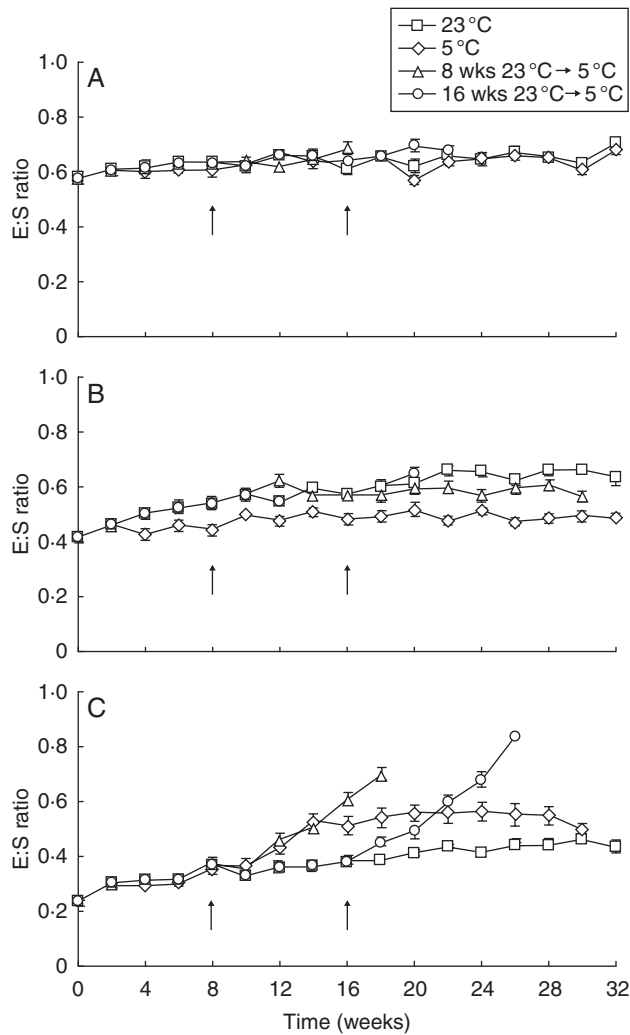 23 °C
5 °C
8 wks 23 °C → 5 °C
16 wks 23 °C → 5 °C
A
1·0
0·8
0·6
0·4
0·2
0
E:S ratio
B
1·0
0·8
0·6
0·4
0·2
0
E:S ratio
C
1·0
0·8
0·6
0·4
0·2
0
E:S ratio
0 4 8 12 16 20 24 28 32
Time (weeks)